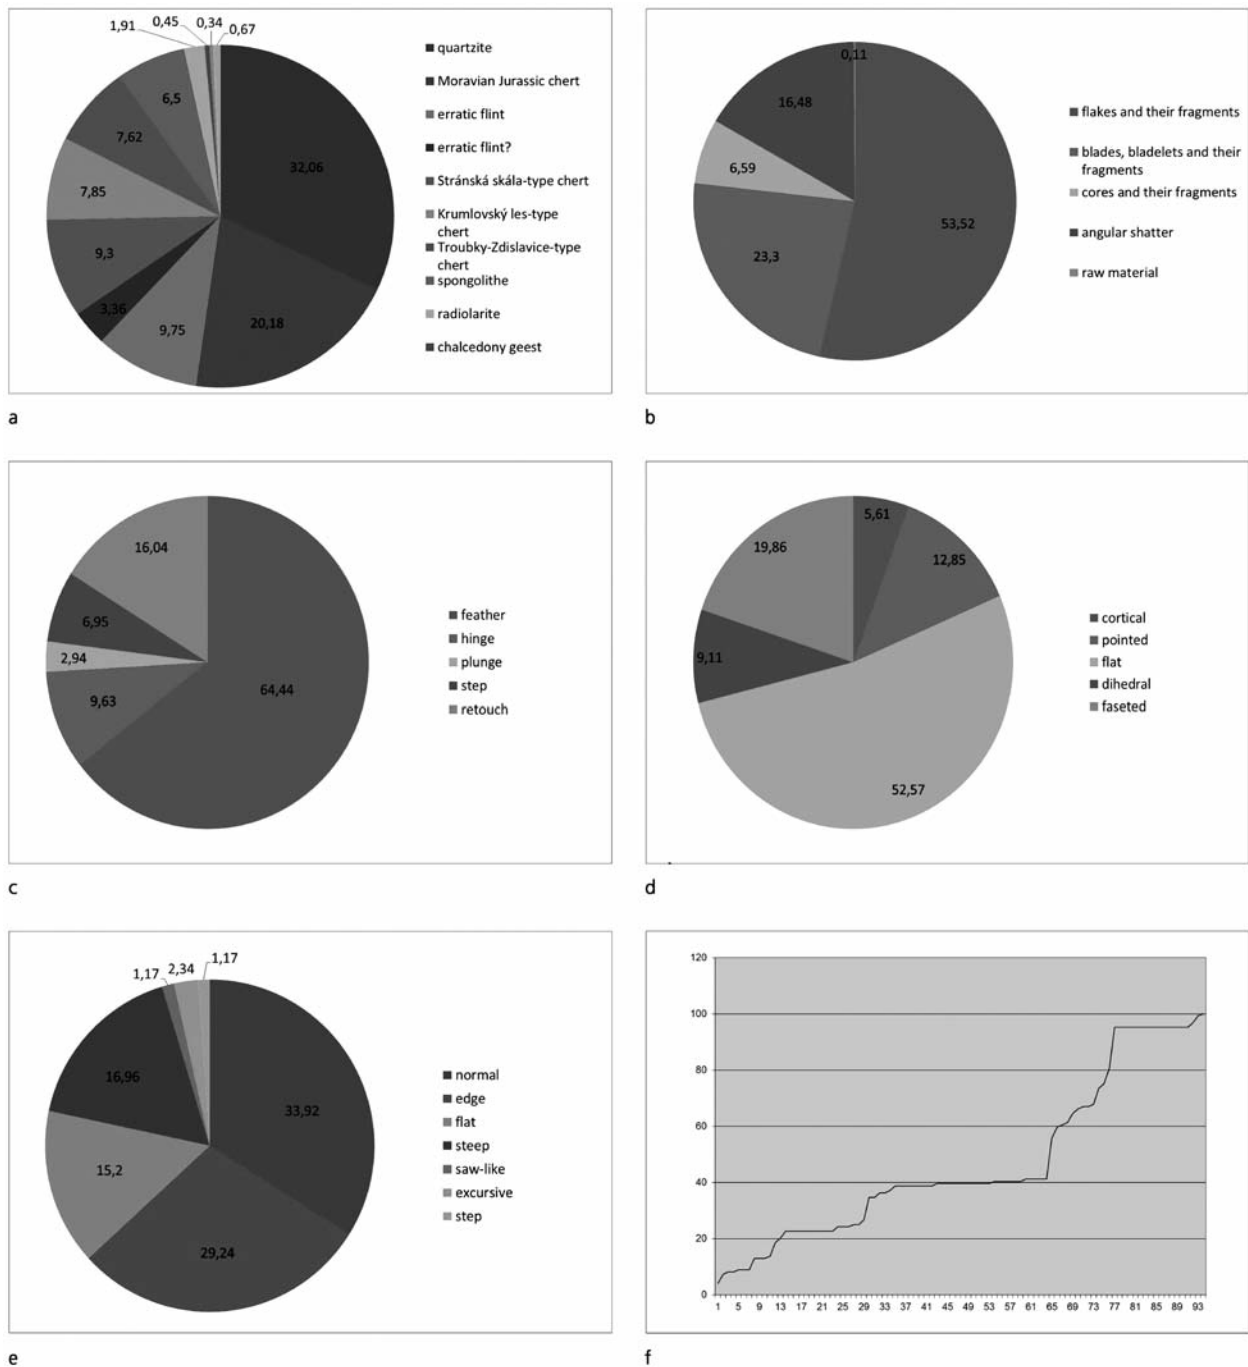 1,91
0,45
0,34
0,67
6,5
7,62
7,85
9,3
3,36
9,75
20,18
32,06
quartzite
Moravian Jurassic chert
erratic flint
erratic flint?
Stránská skála-type chert
Krumlovský les-type
chert
Troubky-Zdislavice-type
chert
spongolithe
radiolarite
chalcedony geest
a
0,11
16,48
6,59
23,3
53,52
flakes and their fragments
blades, bladelets and their
fragments
cores and their fragments
angular shatter
raw material
b
16,04
6,95
2,94
9,63
64,44
feather
hinge
plunge
step
retouch
c
5,61
12,85
19,86
9,11
52,57
cortical
pointed
flat
dihedral
faseted
d
1,17
2,34
1,17
16,96
33,92
15,2
29,24
normal
edge
flat
steep
saw-like
excursive
step
e
120
100
80
60
40
20
0
1 5 9 13 17 21 25 29 33 37 41 45 49 53 57 61 65 69 73 77 81 85 89 93
f